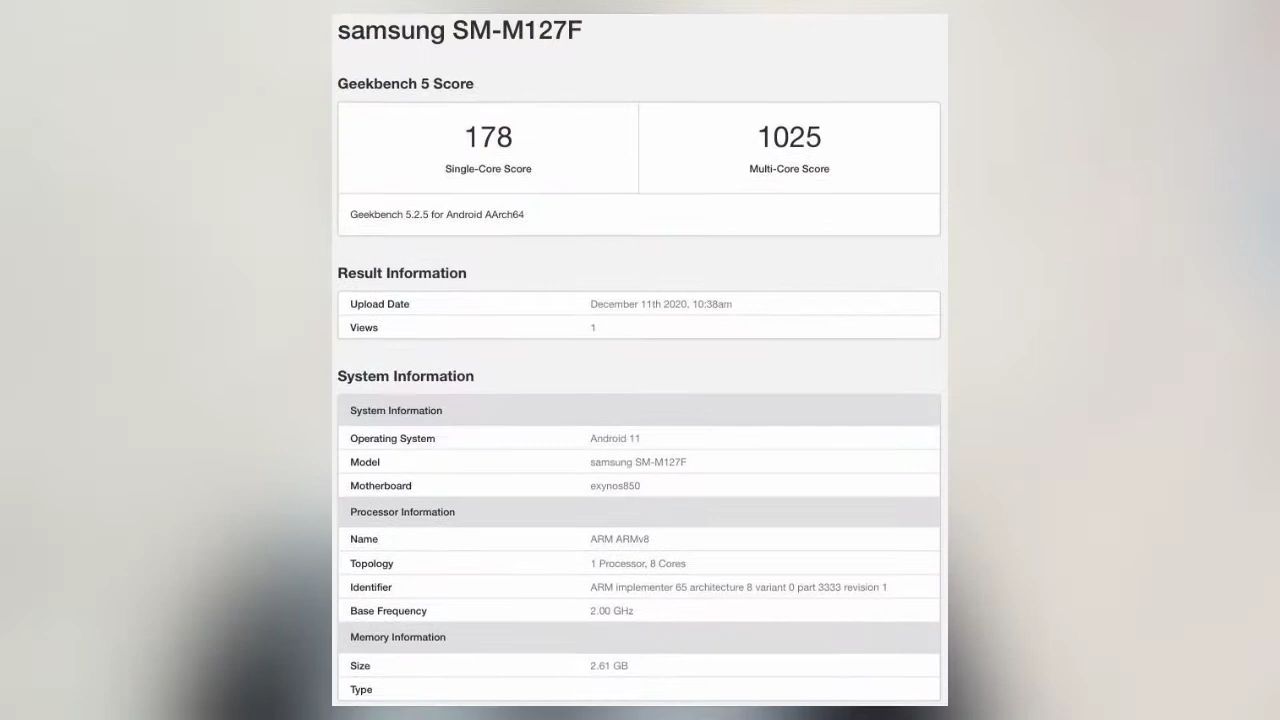 samsung SM-M127F
Geekbench 5 Score
178 1025
Single-Core Score Multi-Core Score
Geekbench 5.2.5 for Android AArch64
Result Information
Upload Date December 11th 2020, 10:38am
Views 1
System Information
System Information
Operating System Android 11
Model samsung SM-M127F
Motherboard exynos850
Processor Information
Name ARM ARMv8
Topology 1 Processor, 8 Cores
Identifier ARM implementer 65 architecture 8 variant 0 part 3333 revision 1
Base Frequency 2.00 GHz
Memory Information
Size 2.61 GB
Type